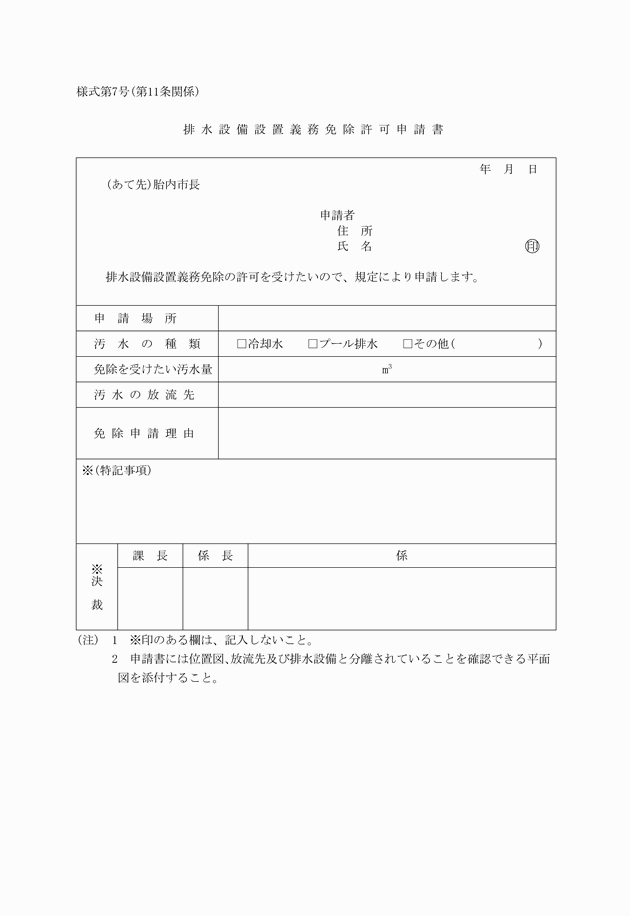 様式第7号(第11条関係)
排水設備設置義務免除許可申請書
年　月　日
(あて先)胎内市長
申請者
住　所
氏　名　㊞
排水設備設置義務免除の許可を受けたいので、規定により申請します。
申請場所
汚水の種類　□冷却水　□プール排水　□その他(　　　　　　)
免除を受けたい汚水量　m³
汚水の放流先
免除申請理由
※(特記事項)
※決裁　課長　係長　係
(注)　1　※印のある欄は、記入しないこと。
2　申請書には位置図、放流先及び排水設備と分離されていることを確認できる平面
図を添付すること。